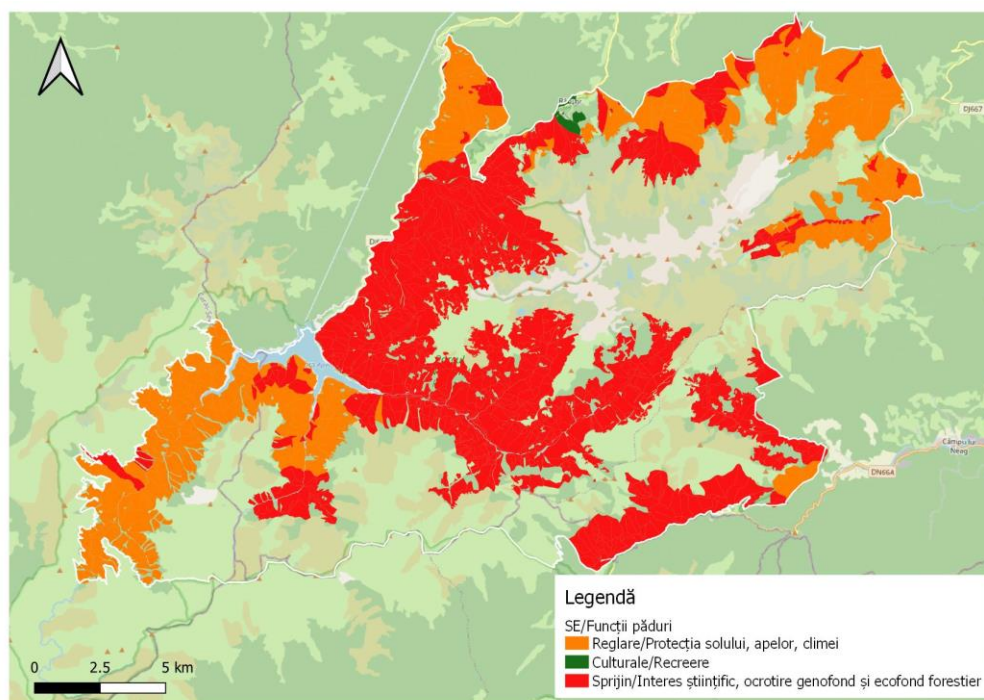 DJ667
Câmpu lui
Neag
DN66A
Legendă
SE/Funcții păduri
Reglare/Protecția solului, apelor, climei
Culturale/Recreere
Sprijin/Interes științific, ocrotire genofond și ecofond forestier
0 2.5 5 km